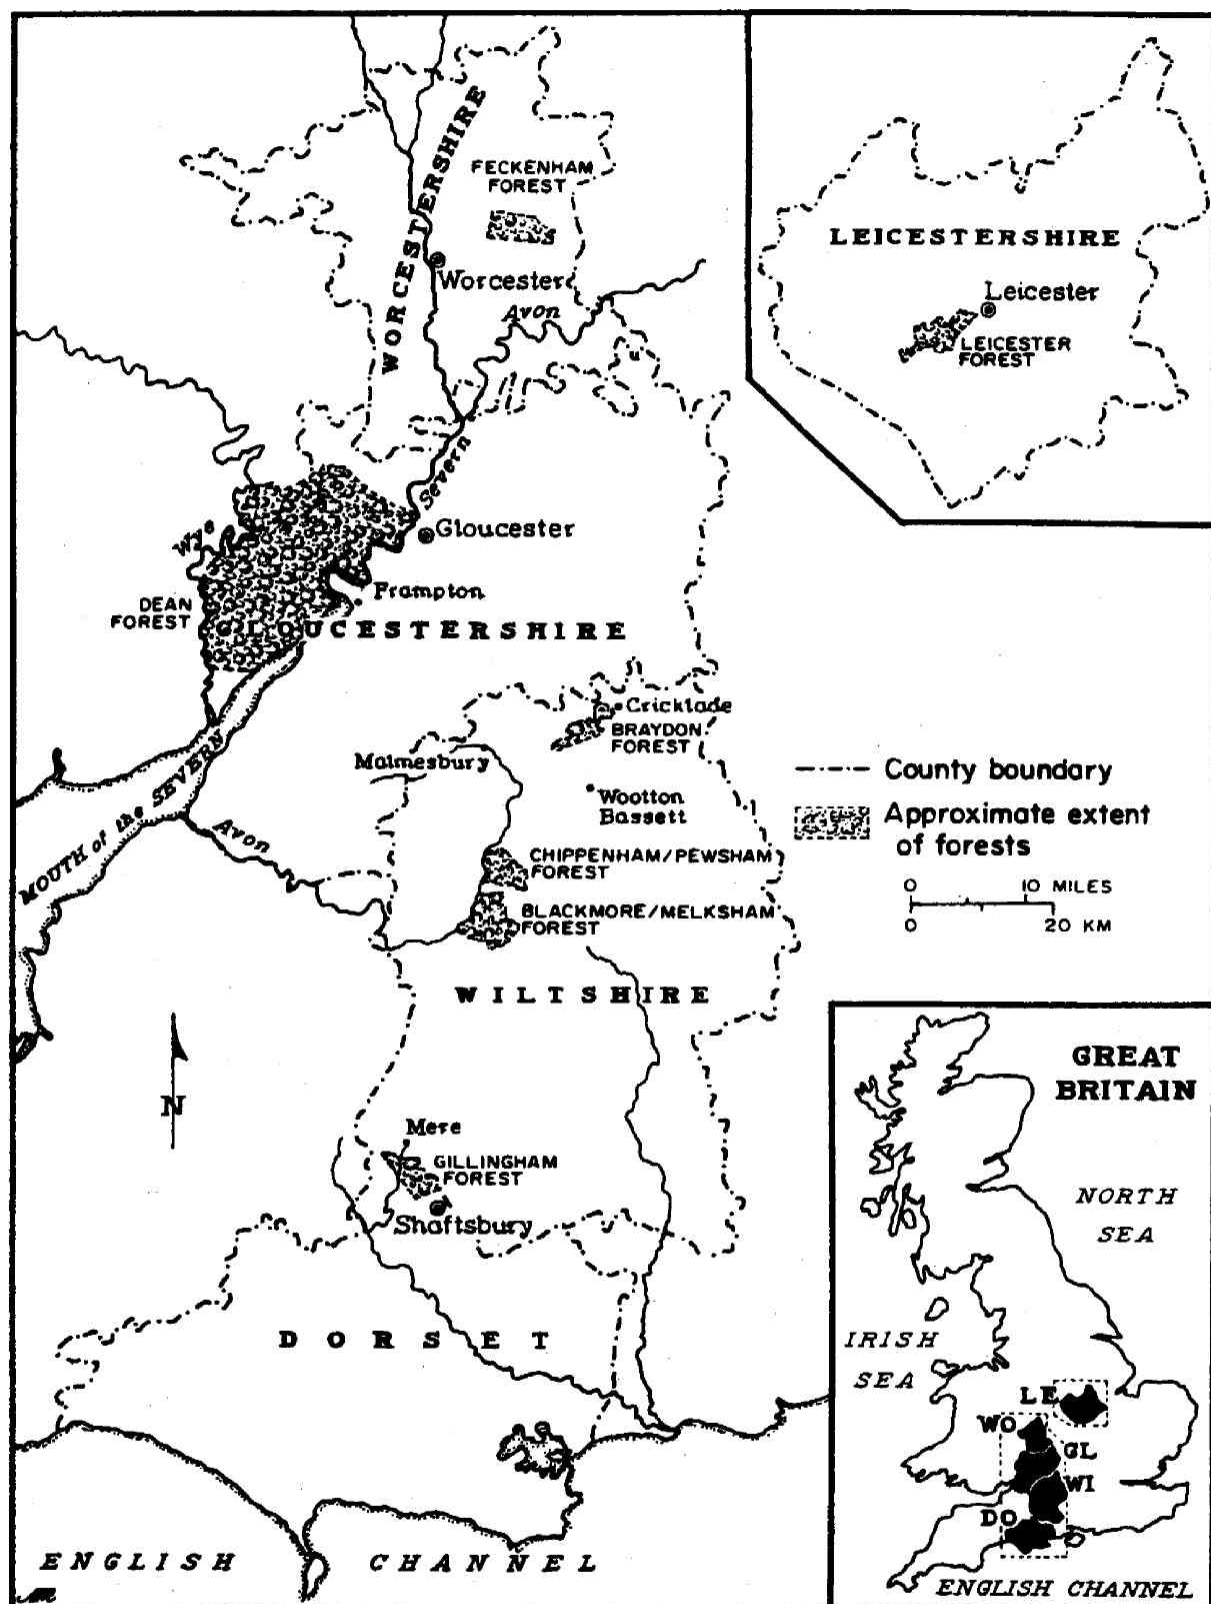 WORCESTERSHIRE
FECKENHAM
FOREST
Worcester
Avon
Severn
Gloucester
Wye
Frampton
DEAN
FOREST
GLOUCESTERSHIRE
Cricklade
BRAYDON
FOREST
Malmesbury
Wootton
Bassett
MOUTH of the SEVERN
Avon
CHIPPENHAM/PEWSHAM
FOREST
BLACKMORE/MELKSHAM
FOREST
WILTSHIRE
N
Mere
GILLINGHAM
FOREST
Shaftsbury
DORSET
ENGLISH CHANNEL
LEICESTERSHIRE
Leicester
LEICESTER
FOREST
County boundary
Approximate extent
of forests
0 10 MILES
0 20 KM
GREAT
BRITAIN
NORTH
SEA
IRISH
SEA
LE
WO
GL
WI
DO
ENGLISH CHANNEL